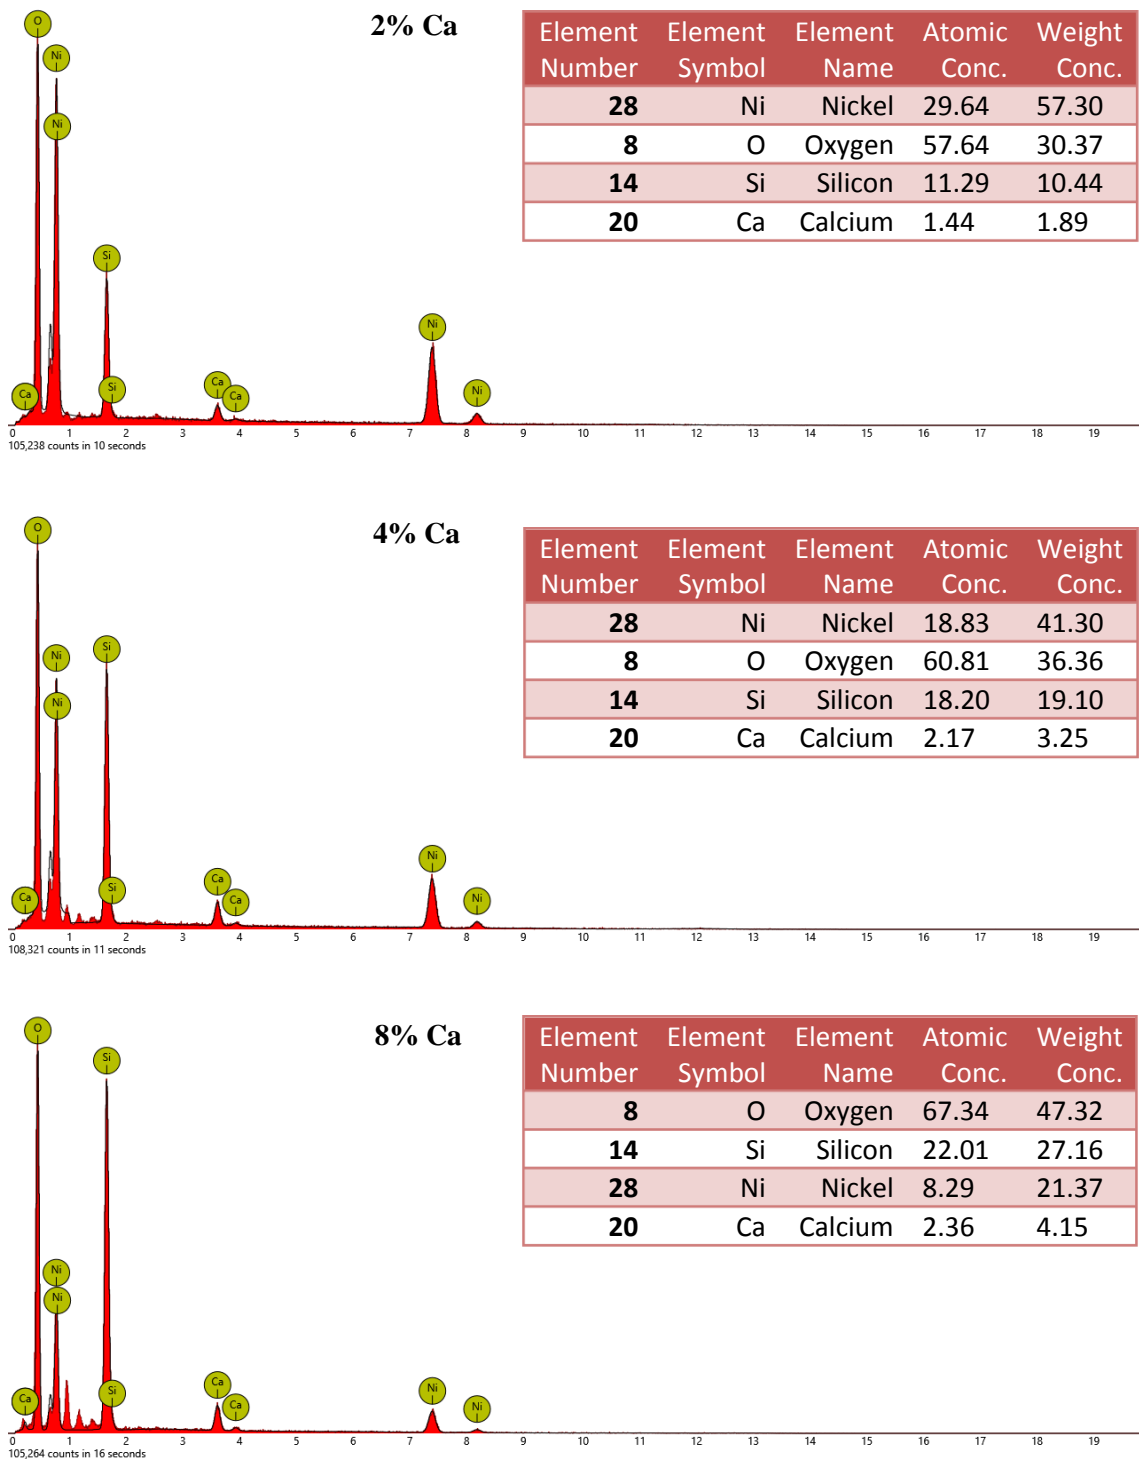 2% Ca
Element Element Element Atomic Weight
Number Symbol Name Conc. Conc.
28 Ni Nickel 29.64 57.30
8 O Oxygen 57.64 30.37
14 Si Silicon 11.29 10.44
20 Ca Calcium 1.44 1.89
O
Ni
Ni
Si
Ni
Ca
Ca
Ni
Si
Ca
0 1 2 3 4 5 6 7 8 9 10 11 12 13 14 15 16 17 18 19
105,238 counts in 10 seconds
4% Ca
Element Element Element Atomic Weight
Number Symbol Name Conc. Conc.
28 Ni Nickel 18.83 41.30
8 O Oxygen 60.81 36.36
14 Si Silicon 18.20 19.10
20 Ca Calcium 2.17 3.25
O
Si
Ni
Ni
Ni
Ca
Si
Ca
Ca
Ni
0 1 2 3 4 5 6 7 8 9 10 11 12 13 14 15 16 17 18 19
108,321 counts in 11 seconds
8% Ca
Element Element Element Atomic Weight
Number Symbol Name Conc. Conc.
8 O Oxygen 67.34 47.32
14 Si Silicon 22.01 27.16
28 Ni Nickel 8.29 21.37
20 Ca Calcium 2.36 4.15
O
Si
Ni
Ni
Ca
Si
Ni
Ca
Ca
Ni
0 1 2 3 4 5 6 7 8 9 10 11 12 13 14 15 16 17 18 19
105,264 counts in 16 seconds